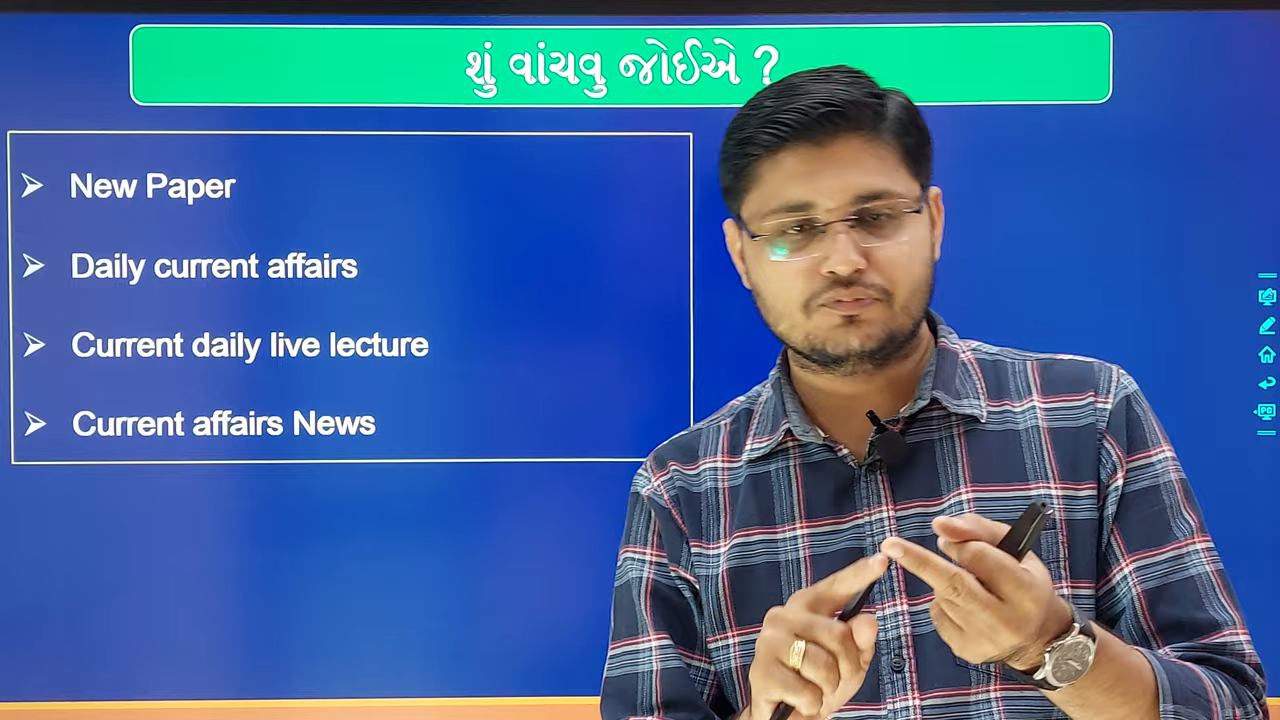 શું વાંચવુ જોઈએ ?
New Paper
Daily current affairs
Current daily live lecture
Current affairs News